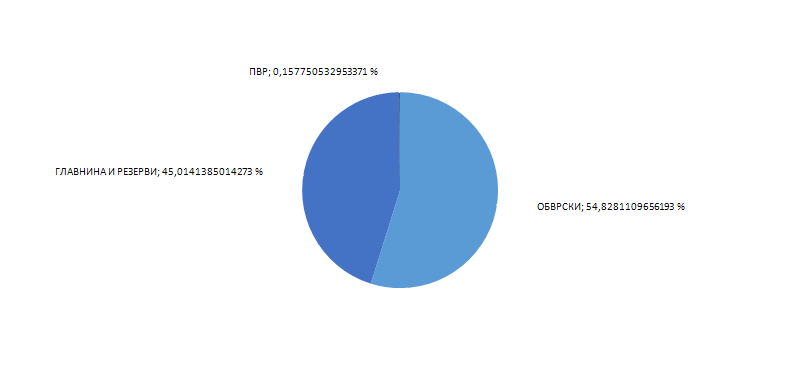 ПВР; 0,157750532953371 %
ГЛАВНИНА И РЕЗЕРВИ; 45,0141385014273 %
ОБВРСКИ; 54,8281109656193 %